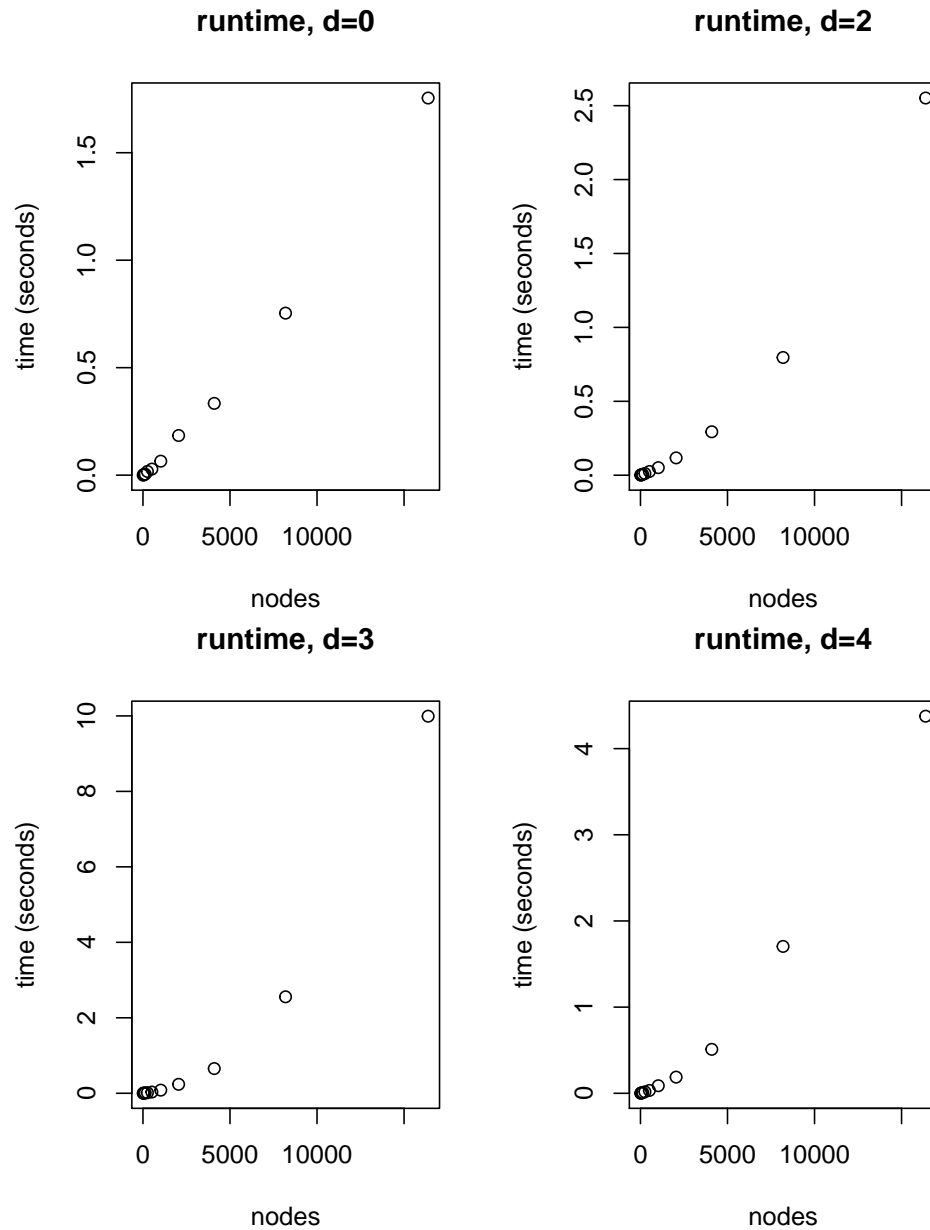 runtime, d=0
time (seconds)
0.0 0.5 1.0 1.5
0 5000 10000
nodes
runtime, d=2
time (seconds)
0.0 0.5 1.0 1.5 2.0 2.5
0 5000 10000
nodes
runtime, d=3
time (seconds)
0 2 4 6 8 10
0 5000 10000
nodes
runtime, d=4
time (seconds)
0 1 2 3 4
0 5000 10000
nodes